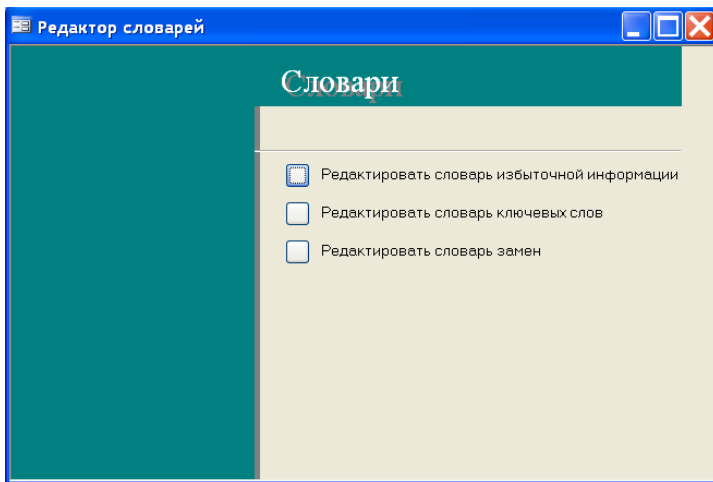 Редактор словарей
Словари
Редактировать словарь избыточной информации
Редактировать словарь ключевых слов
Редактировать словарь замен